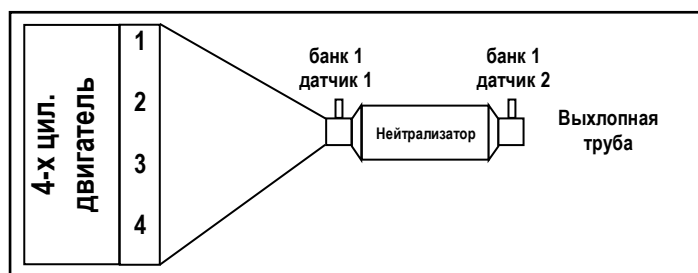 4-х цил.
двигатель
1
2
3
4
банк 1
датчик 1
Нейтрализатор
банк 1
датчик 2
Выхлопная
труба